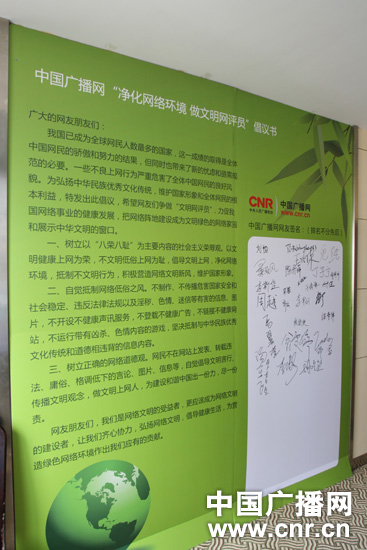 中国广播网“净化网络环境 做文明网评员”倡议书
广大的网友朋友们：
我国已成为全球网民人数最多的国家，这一成绩的取得是全体
中国网民的骄傲和努力的结果，但同时也带来了新的忧虑和亟需规
范的必要。一些不良上网行为严重危害了全体中国网民的良好风
貌。为弘扬中华民族优秀文化传统，维护国家形象和全体网民的根
本利益，特发出此倡议，希望网友们争做“文明网评员”，力促我
国网络事业的健康发展，把网络阵地建设成为文明绿色的网络家园
和展示中华文明的窗口。
一、树立以“八荣八耻”为主要内容的社会主义荣辱观。以文
明健康上网为荣，不文明低俗上网为耻，倡导文明上网，净化网络
环境，抵制不文明行为，积极营造网络文明新风，维护国家形象。
二、自觉抵制网络低俗之风。不制作、不传播危害国家安全和
社会稳定、违反法律法规以及淫秽、色情、迷信等有害的信息、图
片，不开设不健康声讯服务，不登载不健康广告，不链接不健康网
站，不运行带有凶杀、色情内容的游戏，坚决抵制与中华民族优秀
文化传统和道德相违背的信息内容。
三、树立正确的网络道德观。网民不在网站上发表、转载违
法、庸俗、格调低下的言论、图片、信息等，自觉倡导文明言行、
传播文明观念，做文明上网人，为建设和谐中国出一份力，尽一份
责。
网友朋友们，我们是网络文明的受益者，更应该成为网络文明
的建设者，让我们齐心协力，弘扬网络文明，倡导健康生活，为营
造绿色网络环境作出我们应有的贡献。
CNR 中国广播网
www.cnr.cn
中国广播网网友签名：（排名不分先后）
中国广播网
www.cnr.cn